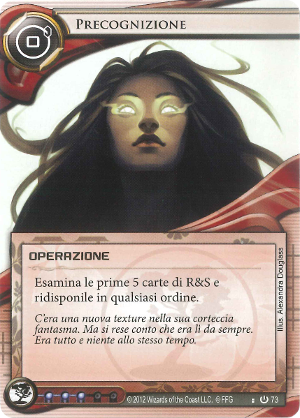 PRECOGNIZIONE
0
OPERAZIONE
Esamina le prime 5 carte di R&S e
ridisponile in qualsiasi ordine.
C'era una nuova texture nella sua corteccia
fantasma. Ma si rese conto che era lì da sempre.
Era tutto e niente allo stesso tempo.
Illus. Alexandra Douglass
© 2012 Wizards of the Coast LLC. © FFG
73